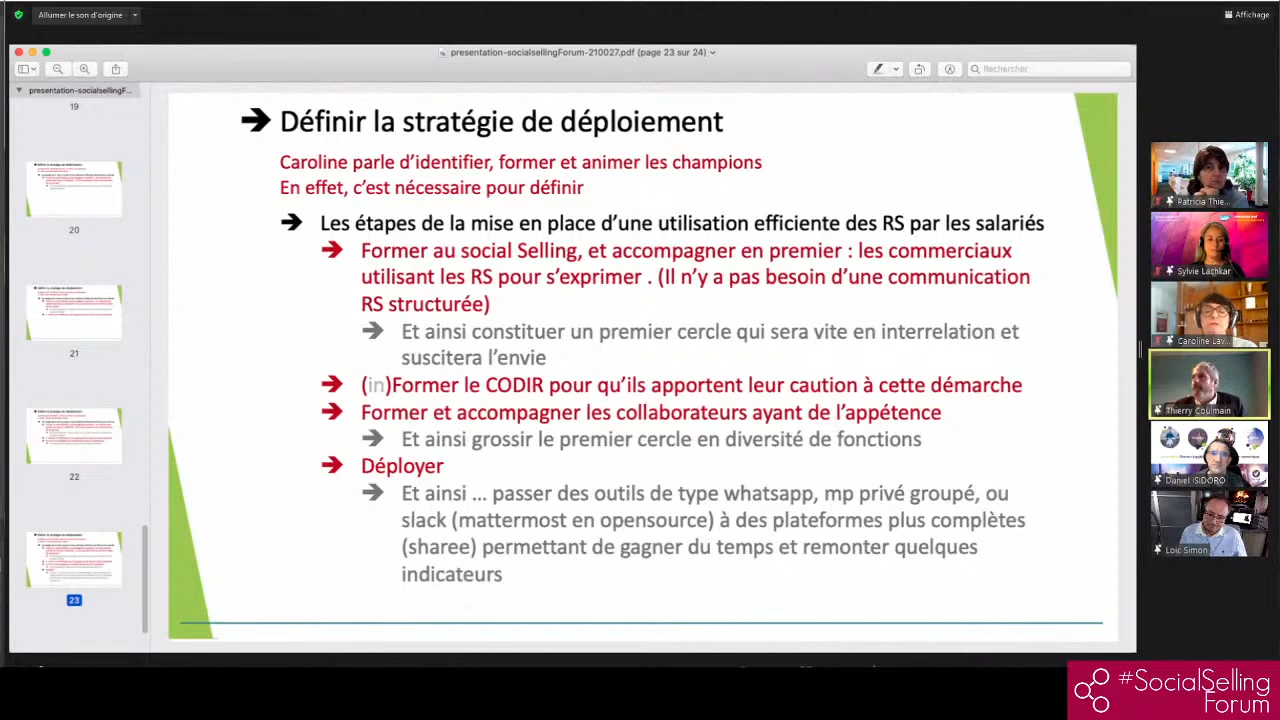 Allumer le son d'origine
Affichage
presentation-socialsellingForum-210027.pdf (page 23 sur 24)
Rechercher
presentation-socialsellingF...
19
20
21
22
23
Définir la stratégie de déploiement
Caroline parle d'identifier, former et animer les champions
En effet, c'est nécessaire pour définir
Les étapes de la mise en place d'une utilisation efficiente des RS par les salariés
Former au social Selling, et accompagner en premier : les commerciaux
utilisant les RS pour s'exprimer . (Il n'y a pas besoin d'une communication
RS structurée)
Et ainsi constituer un premier cercle qui sera vite en interrelation et
suscitera l'envie
(in)Former le CODIR pour qu'ils apportent leur caution à cette démarche
Former et accompagner les collaborateurs ayant de l'appétence
Et ainsi grossir le premier cercle en diversité de fonctions
Déployer
Et ainsi ... passer des outils de type whatsapp, mp privé groupé, ou
slack (mattermost en opensource) à des plateformes plus complètes
(sharee) permettant de gagner du temps et remonter quelques
indicateurs
Patricia Thie...
Sylvie Lachkar
Caroline Lav...
Thierry Coulmain
Daniel ISIDORO
Loic Simon
#SocialSelling
Forum